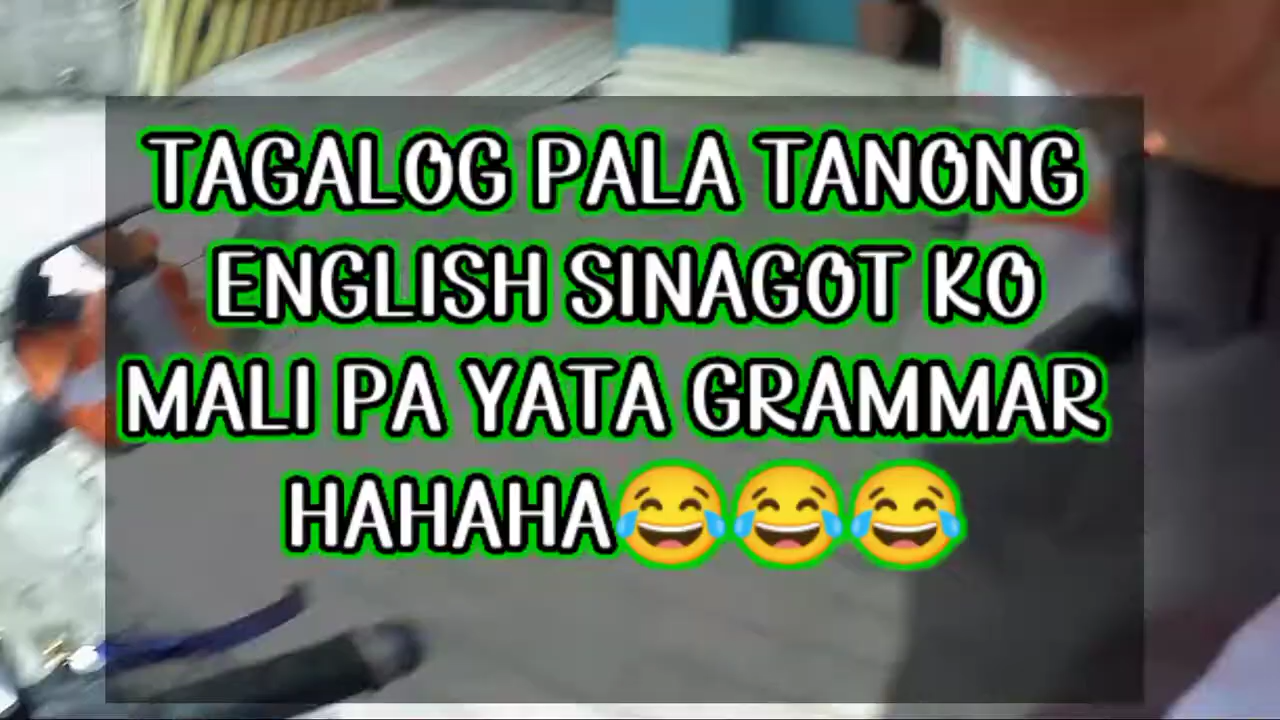 TAGALOG PALA TANONG
ENGLISH SINAGOT KO
MALI PA YATA GRAMMAR
HAHAHA😂😂😂